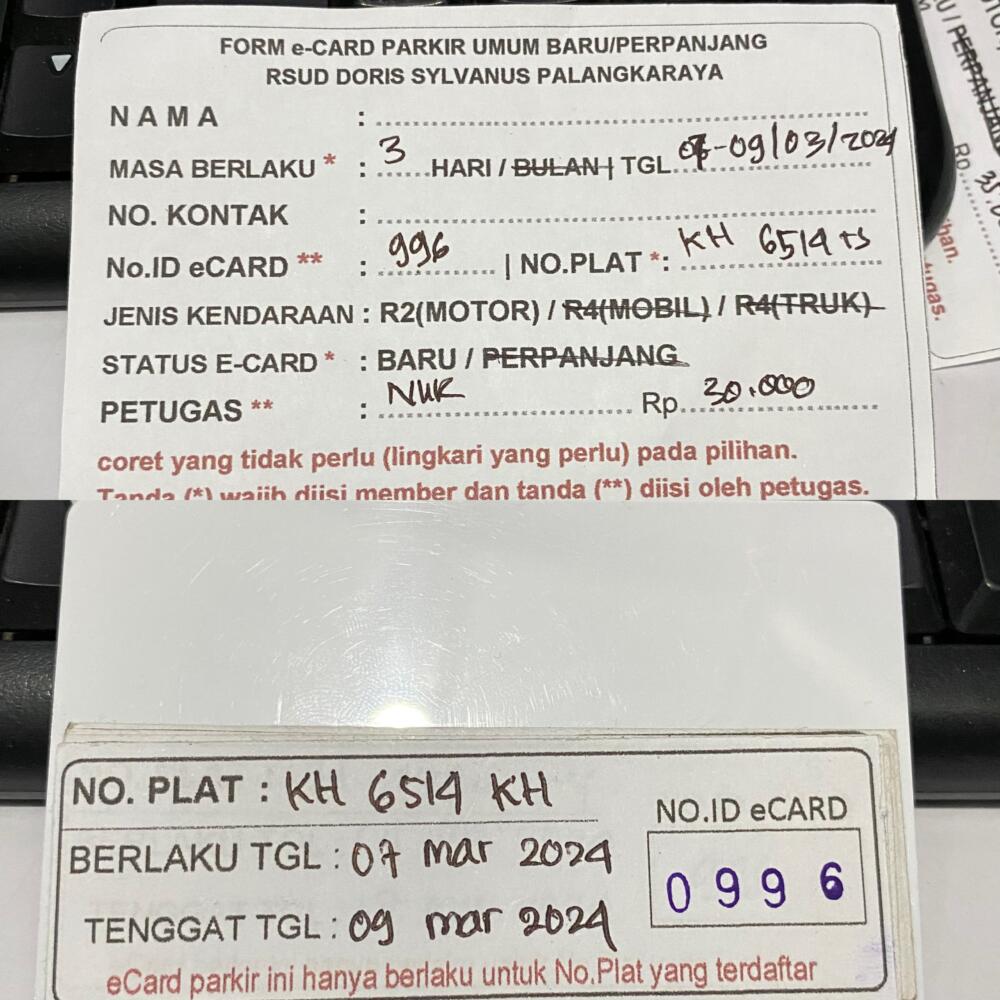 FORM e-CARD PARKIR UMUM BARU/PERPANJANG
RSUD DORIS SYLVANUS PALANGKARAYA
NAMA :
MASA BERLAKU * : 3 HARI / BULAN | TGL. 07-09/03/2024
NO. KONTAK :
No.ID eCARD ** : 996 | NO.PLAT *: KH 6514 TS
JENIS KENDARAAN : R2(MOTOR) / R4(MOBIL) / R4(TRUK)
STATUS E-CARD * : BARU / PERPANJANG
PETUGAS ** : NUR Rp. 30.000
coret yang tidak perlu (lingkari yang perlu) pada pilihan.
Tanda (*) wajib diisi member dan tanda (**) diisi oleh petugas.
NO. PLAT : KH 6514 KH
BERLAKU TGL : 07 mar 2024
TENGGAT TGL : 09 mar 2024
NO.ID eCARD
0996
eCard parkir ini hanya berlaku untuk No.Plat yang terdaftar